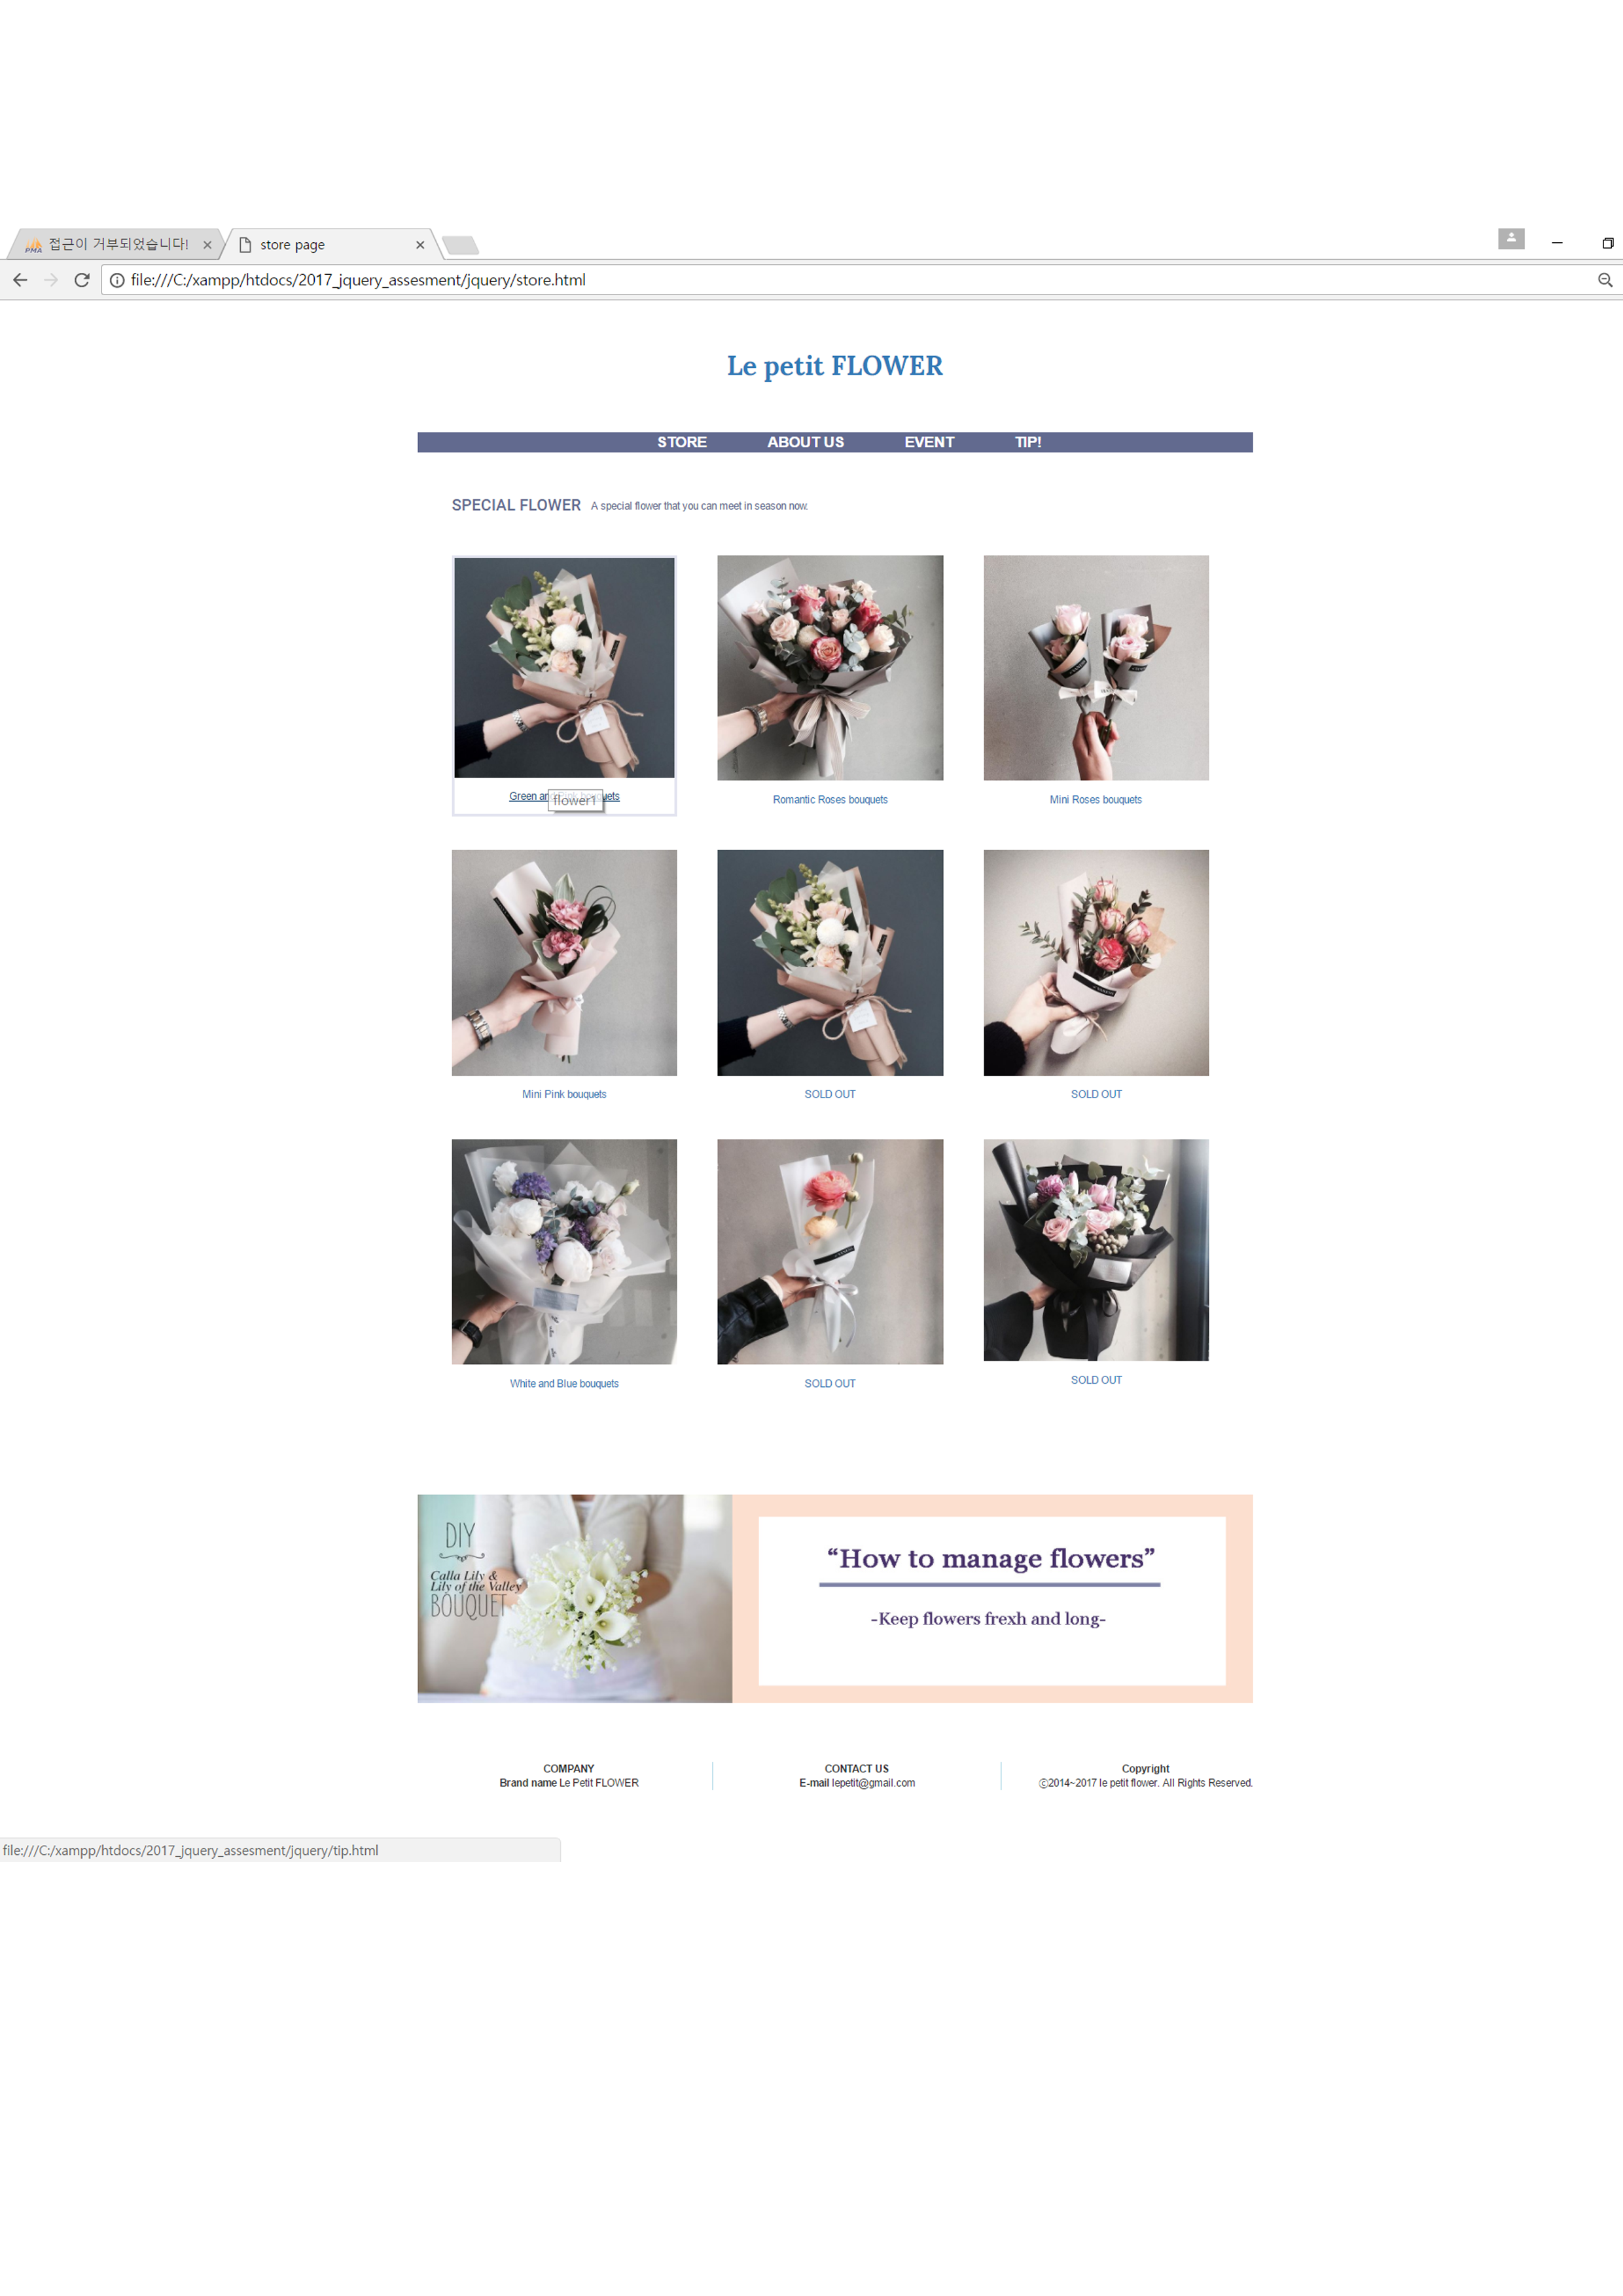 PMA 접근이 거부되었습니다!
store page
file:///C:/xampp/htdocs/2017_jquery_assesment/jquery/store.html
Le petit FLOWER
STORE ABOUT US EVENT TIP!
SPECIAL FLOWER A special flower that you can meet in season now.
Green and Pink bouquets
flower1
Romantic Roses bouquets
Mini Roses bouquets
Mini Pink bouquets
SOLD OUT
SOLD OUT
White and Blue bouquets
SOLD OUT
SOLD OUT
DIY
Calla Lily &
Lily of the Valley
BOUQUET
“How to manage flowers”
-Keep flowers frexh and long-
COMPANY
Brand name Le Petit FLOWER
CONTACT US
E-mail lepetit@gmail.com
Copyright
ⓒ2014~2017 le petit flower. All Rights Reserved.
file:///C:/xampp/htdocs/2017_jquery_assesment/jquery/tip.html